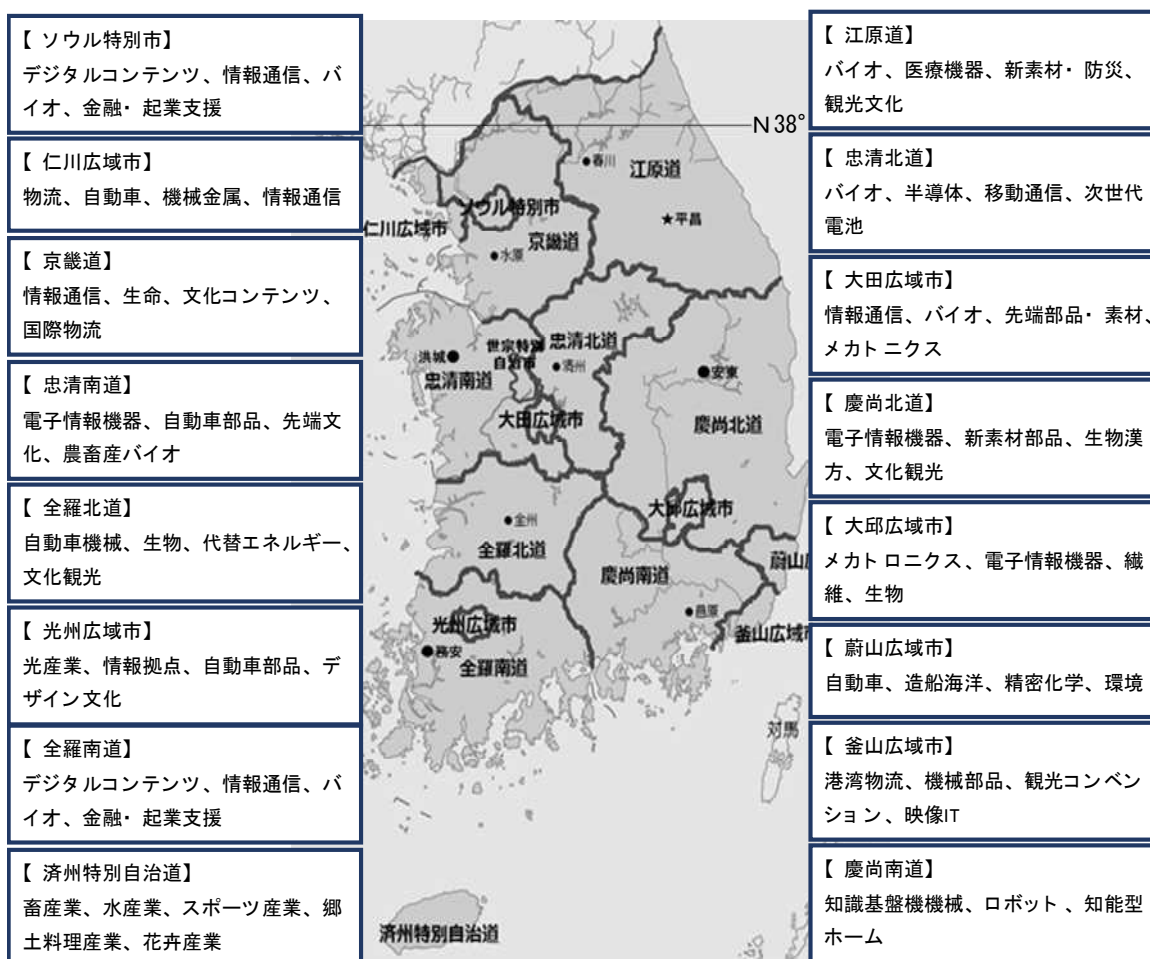 【 ソウル特別市】
デジタルコンテンツ、情報通信、バ
イオ、金融・ 起業支援
【 仁川広域市】
物流、自動車、機械金属、情報通信
【 京畿道】
情報通信、生命、文化コンテンツ、
国際物流
【 忠清南道】
電子情報機器、自動車部品、先端文
化、農畜産バイオ
【 全羅北道】
自動車機械、生物、代替エネルギー、
文化観光
【 光州広域市】
光産業、情報拠点、自動車部品、デ
ザイン文化
【 全羅南道】
デジタルコンテンツ、情報通信、バ
イオ、金融・ 起業支援
【 済州特別自治道】
畜産業、水産業、スポーツ産業、郷
土料理産業、花卉産業
N 38°
春川
江原道
ソウル特別市
★平昌
仁川広域市
京畿道
水原
世宗特別
自治市
忠清北道
洪城
清州
忠清南道
安東
大田広域市
慶尚北道
大邱広域市
全州
全羅北道
慶尚南道
蔚山広
昌原
光州広域市
釜山広域市
務安
全羅南道
対馬
済州特別自治道
【 江原道】
バイオ、医療機器、新素材・ 防災、
観光文化
【 忠清北道】
バイオ、半導体、移動通信、次世代
電池
【 大田広域市】
情報通信、バイオ、先端部品・ 素材、
メカトニクス
【 慶尚北道】
電子情報機器、新素材部品、生物漢
方、文化観光
【 大邱広域市】
メカトロニクス、電子情報機器、繊
維、生物
【 蔚山広域市】
自動車、造船海洋、精密化学、環境
【 釜山広域市】
港湾物流、機械部品、観光コンベン
ション、映像IT
【 慶尚南道】
知識基盤機機械、ロボット 、知能型
ホーム